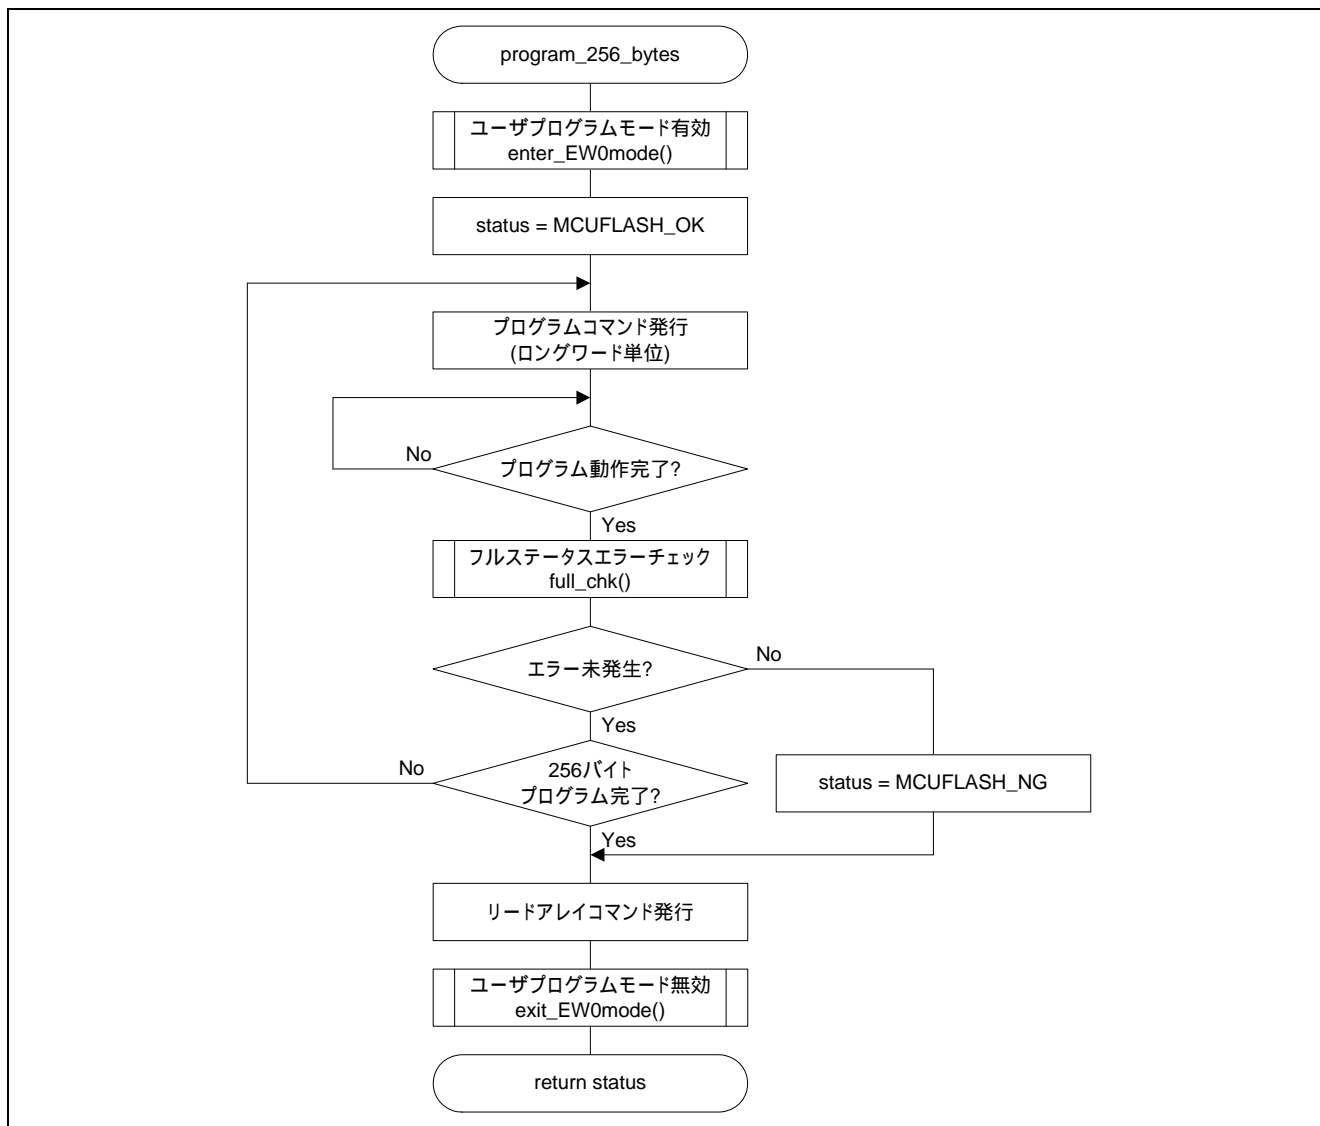 program_256_bytes
ユーザプログラムモード有効
enter_EW0mode()
status = MCUFLASH_OK
プログラムコマンド発行
(ロングワード単位)
No
プログラム動作完了?
Yes
フルステータスエラーチェック
full_chk()
エラー未発生?
No
Yes
No
256バイト
プログラム完了?
status = MCUFLASH_NG
Yes
リードアレイコマンド発行
ユーザプログラムモード無効
exit_EW0mode()
return status